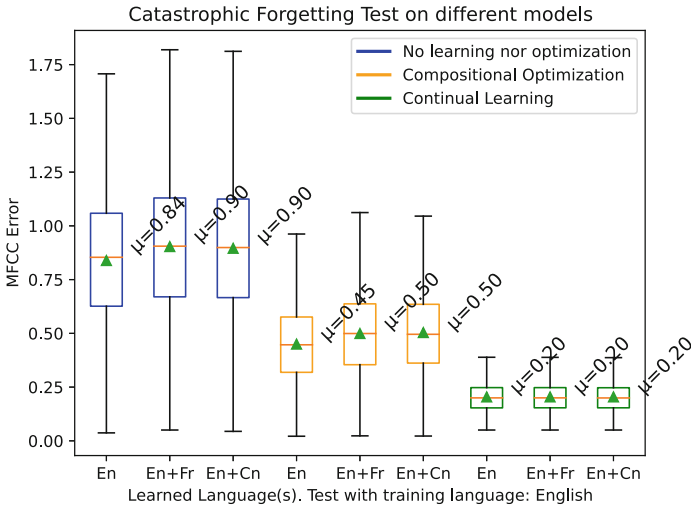 Catastrophic Forgetting Test on different models
No learning nor optimization
Compositional Optimization
Continual Learning
MFCC Error
1.75
1.50
1.25
1.00
0.75
0.50
0.25
0.00
μ=0.84
μ=0.90
μ=0.90
μ=0.45
μ=0.50
μ=0.50
μ=0.20
μ=0.20
μ=0.20
En En+Fr En+Cn En En+Fr En+Cn En En+Fr En+Cn
Learned Language(s). Test with training language: English